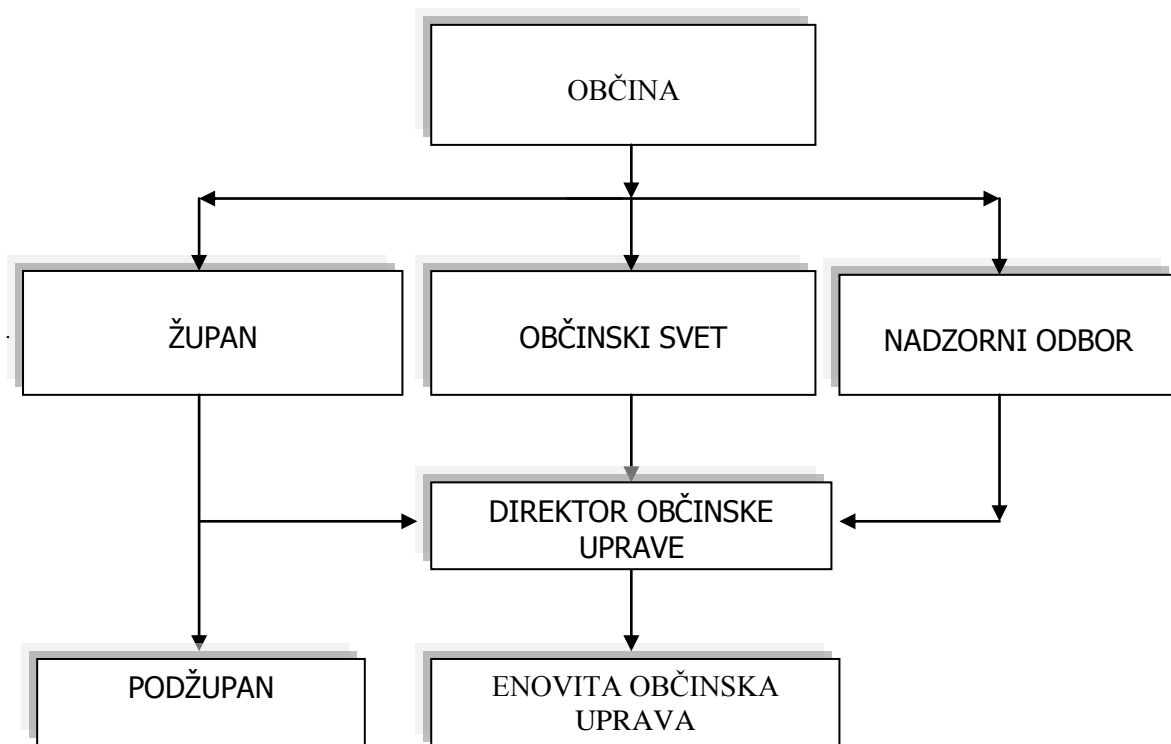 OBČINA
ŽUPAN
OBČINSKI SVET
NADZORNI ODBOR
DIREKTOR OBČINSKE
UPRAVE
PODŽUPAN
ENOVITA OBČINSKA
UPRAVA